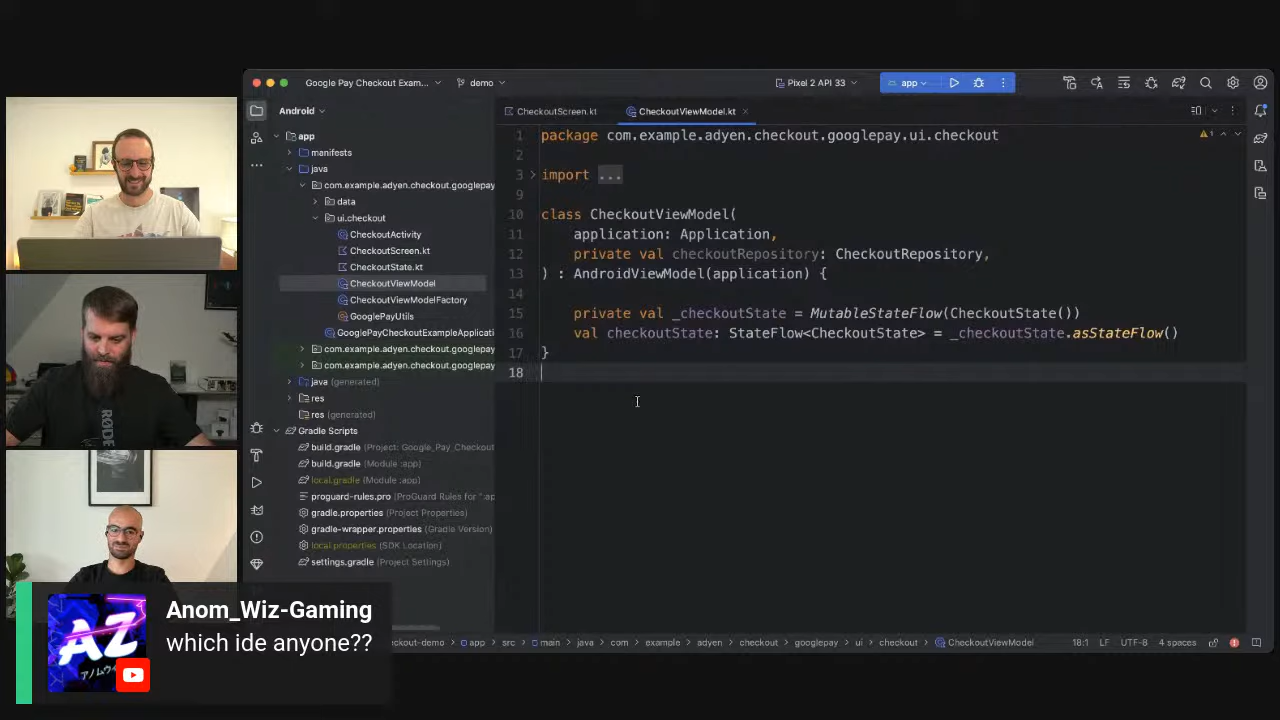 Google Pay Checkout Exam...
demo
Pixel 2 API 33
app
Android
app
manifests
java
com.example.adyen.checkout.googlepay
data
ui.checkout
CheckoutActivity
CheckoutScreen.kt
CheckoutState.kt
CheckoutViewModel
CheckoutViewModelFactory
GooglePayUtils
GooglePayCheckoutExampleApplicati
com.example.adyen.checkout.googlepay
com.example.adyen.checkout.googlepay
java (generated)
res
res (generated)
Gradle Scripts
build.gradle (Project: Google_Pay_Checkout
build.gradle (Module :app)
local.gradle (Module :app)
proguard-rules.pro (ProGuard Rules for ":ap
gradle.properties (Project Properties)
gradle-wrapper.properties (Gradle Version)
local.properties (SDK Location)
settings.gradle (Project Settings)
CheckoutScreen.kt
CheckoutViewModel.kt
1 package com.example.adyen.checkout.googlepay.ui.checkout
2
3 import ...
9
10 class CheckoutViewModel(
11 application: Application,
12 private val checkoutRepository: CheckoutRepository,
13 ) : AndroidViewModel(application) {
14
15 private val _checkoutState = MutableStateFlow(CheckoutState())
16 val checkoutState: StateFlow<CheckoutState> = _checkoutState.asStateFlow()
17 }
18
1
RØDE
AZ
アノムウィ
Anom_Wiz-Gaming
which ide anyone??
ckout-demo > app > src > main > java > com > example > adyen > checkout > googlepay > ui > checkout > CheckoutViewModel
18:1 LF UTF-8 4 spaces